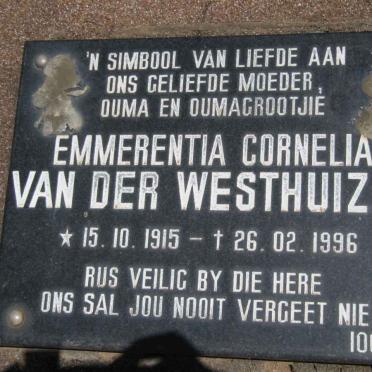 'N SIMBOOL VAN LIEFDE AAN
ONS GELIEFDE MOEDER,
OUMA EN OUMAGROOTJIE
EMMERENTIA CORNELIA
VAN DER WESTHUIZ
★ 15. 10. 1915 – † 26. 02. 1996
RUS VEILIG BY DIE HERE
ONS SAL JOU NOOIT VERGEET NIE